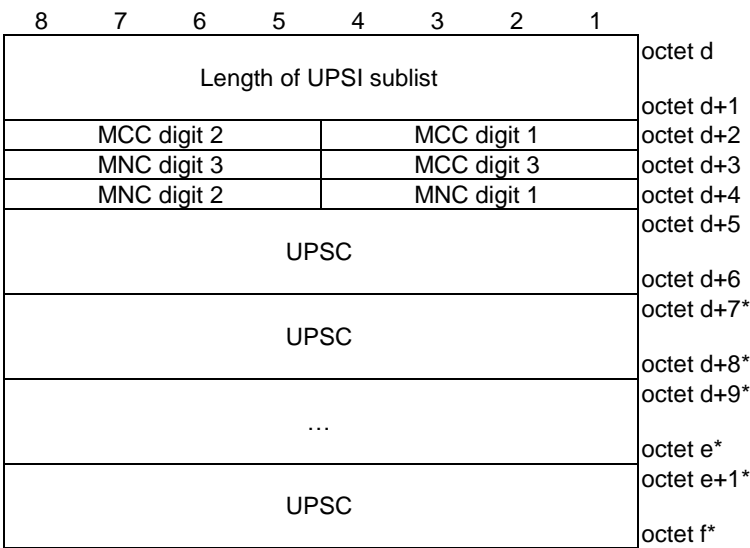 8 7 6 5 4 3 2 1
octet d
Length of UPSI sublist
octet d+1
MCC digit 2 MCC digit 1 octet d+2
MNC digit 3 MCC digit 3 octet d+3
MNC digit 2 MNC digit 1 octet d+4
octet d+5
UPSC
octet d+6
octet d+7*
UPSC
octet d+8*
octet d+9*
…
octet e*
octet e+1*
UPSC
octet f*